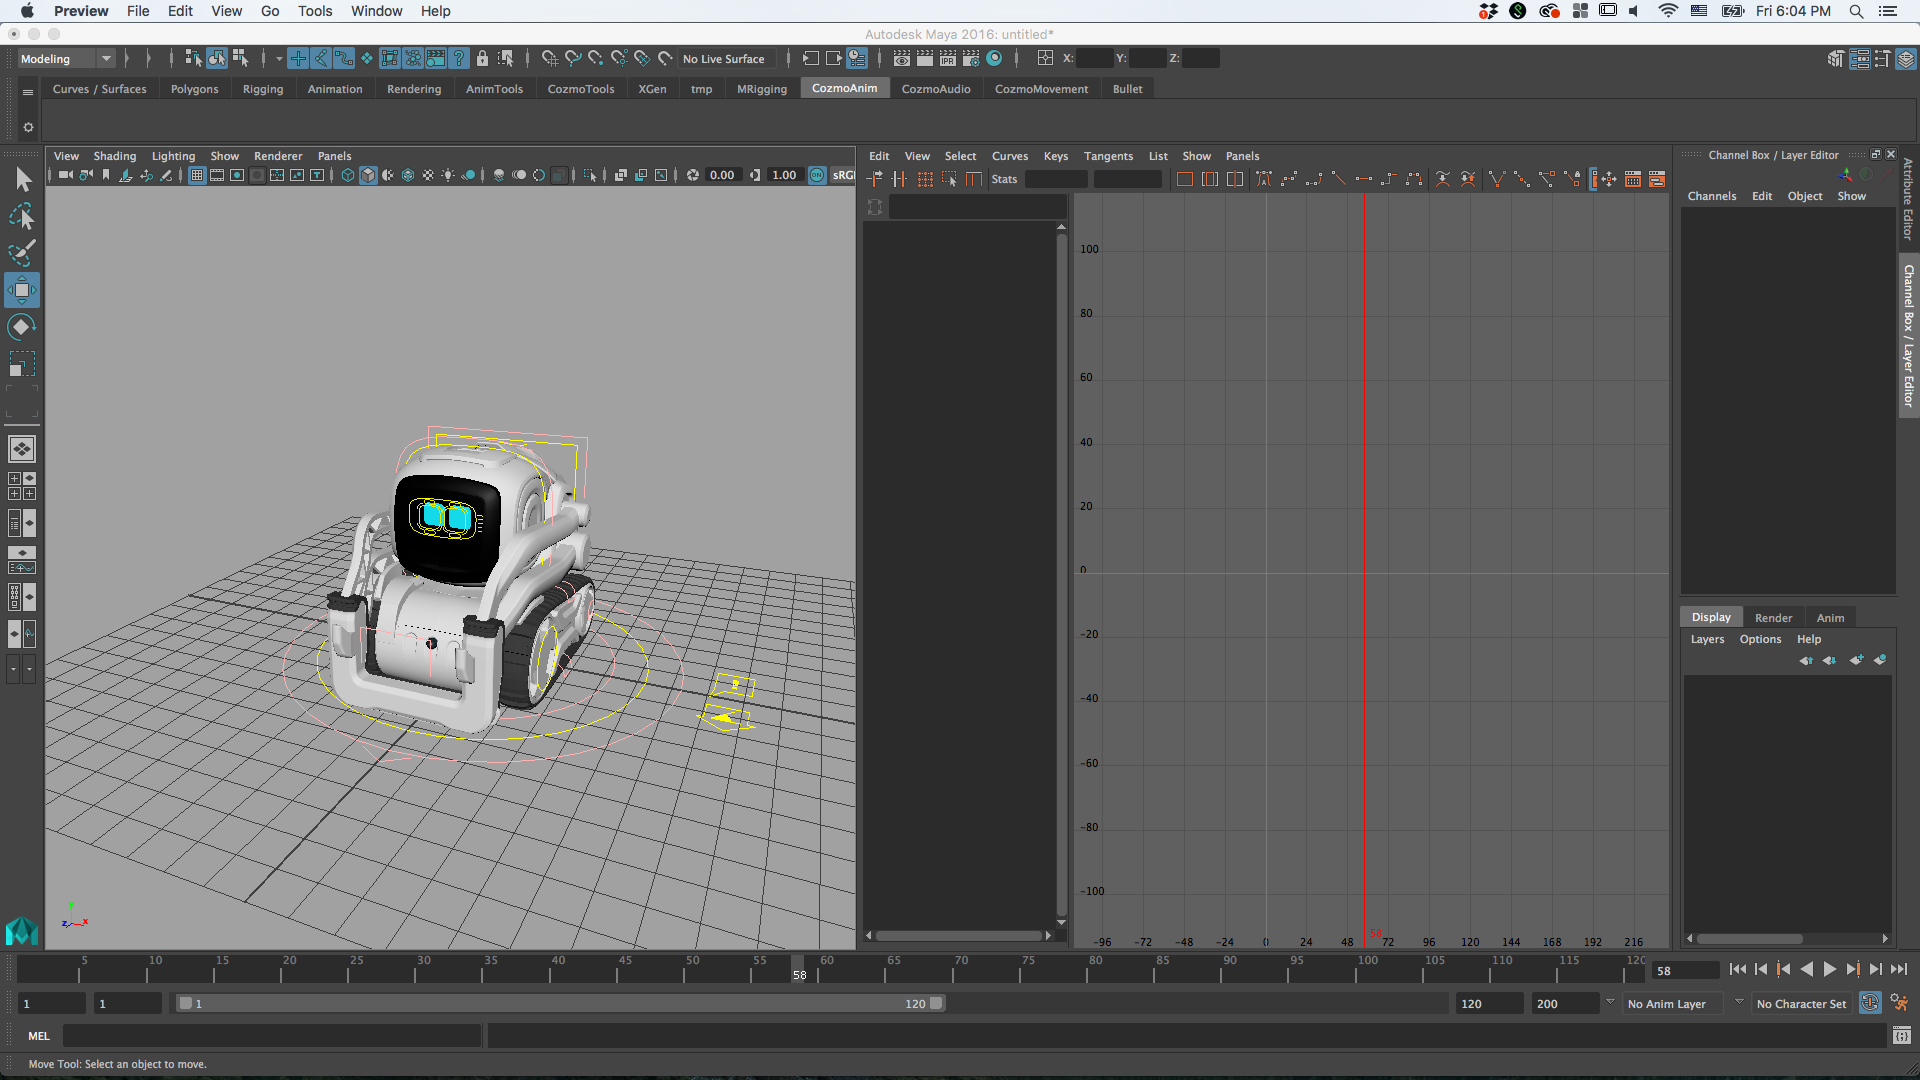 Preview File Edit View Go Tools Window Help Fri 6:04 PM
Autodesk Maya 2016: untitled*
Modeling No Live Surface IPR X: Y: Z:
Curves / Surfaces Polygons Rigging Animation Rendering AnimTools CozmoTools XGen tmp MRigging CozmoAnim CozmoAudio CozmoMovement Bullet
View Shading Lighting Show Renderer Panels
0.00 1.00 ON
Edit View Select Curves Keys Tangents List Show Panels
Stats
Channel Box / Layer Editor
Channels Edit Object Show
Attribute Editor
Channel Box / Layer Editor
100
80
60
40
20
0
-20
-40
-60
-80
-100
58
-96 -72 -48 -24 0 24 48 72 96 120 144 168 192 216
Display Render Anim
Layers Options Help
z x
5 10 15 20 25 30 35 40 45 50 55 60 65 70 75 80 85 90 95 100 105 110 115 120
58
58
1 1 1 120 120 200 No Anim Layer No Character Set
MEL
Move Tool: Select an object to move.